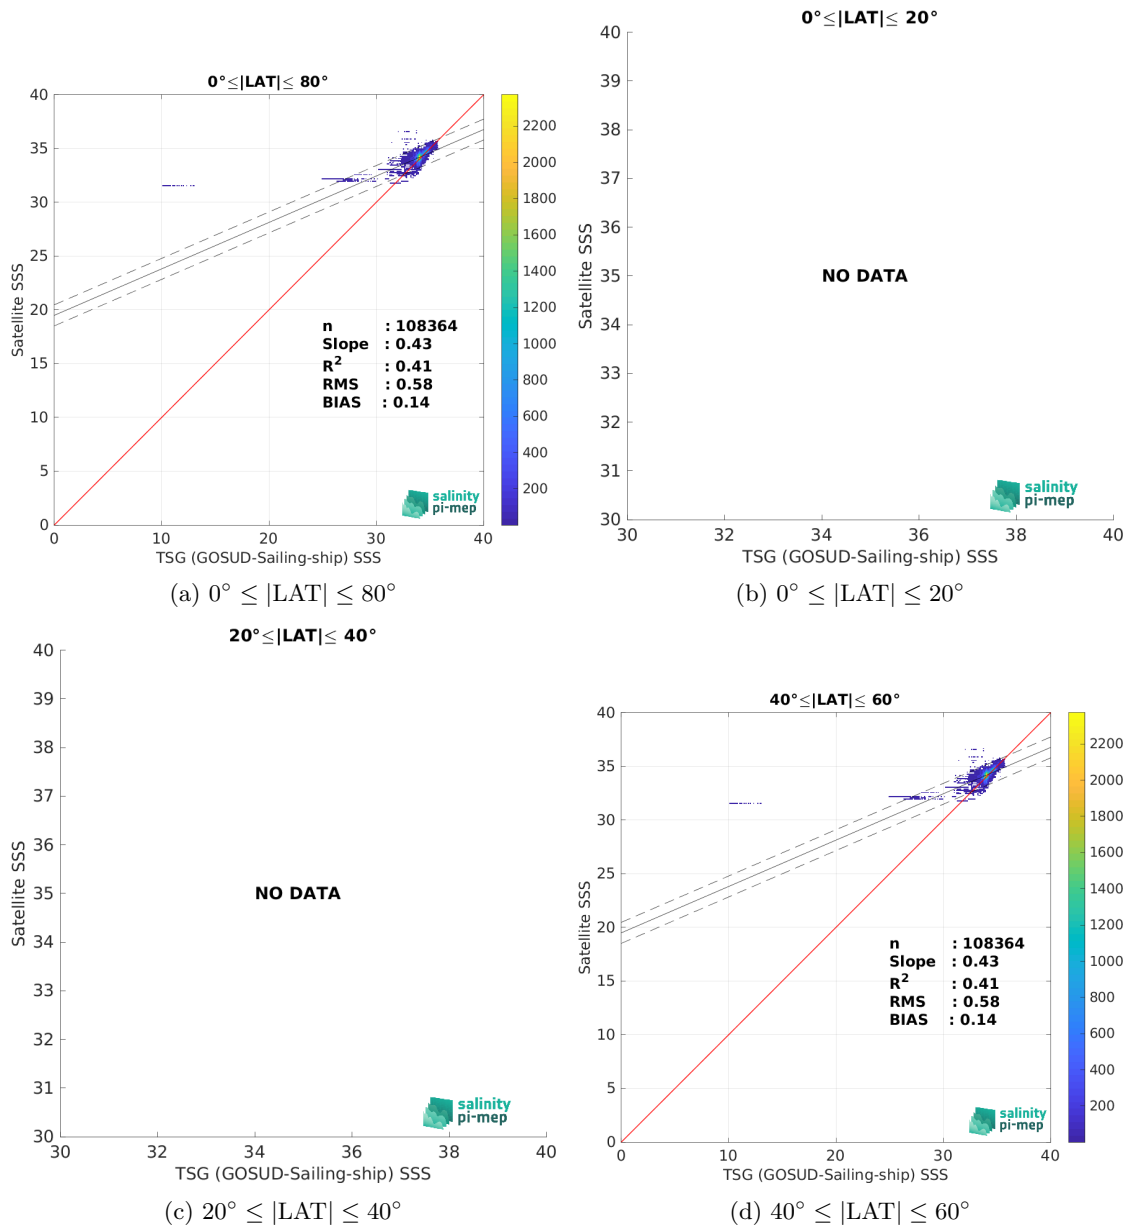 0°≤|LAT|≤ 80°
40
35
30
25
20
15
10
5
0
Satellite SSS
n : 108364
Slope : 0.43
R² : 0.41
RMS : 0.58
BIAS : 0.14
salinity
pi-mep
0 10 20 30 40
TSG (GOSUD-Sailing-ship) SSS
2200
2000
1800
1600
1400
1200
1000
800
600
400
200
(a) 0° ≤ |LAT| ≤ 80°
0°≤|LAT|≤ 20°
40
39
38
37
36
35
34
33
32
31
30
Satellite SSS
NO DATA
salinity
pi-mep
30 32 34 36 38 40
TSG (GOSUD-Sailing-ship) SSS
(b) 0° ≤ |LAT| ≤ 20°
20°≤|LAT|≤ 40°
40
39
38
37
36
35
34
33
32
31
30
Satellite SSS
NO DATA
salinity
pi-mep
30 32 34 36 38 40
TSG (GOSUD-Sailing-ship) SSS
(c) 20° ≤ |LAT| ≤ 40°
40°≤|LAT|≤ 60°
40
35
30
25
20
15
10
5
0
Satellite SSS
n : 108364
Slope : 0.43
R² : 0.41
RMS : 0.58
BIAS : 0.14
salinity
pi-mep
0 10 20 30 40
TSG (GOSUD-Sailing-ship) SSS
2200
2000
1800
1600
1400
1200
1000
800
600
400
200
(d) 40° ≤ |LAT| ≤ 60°